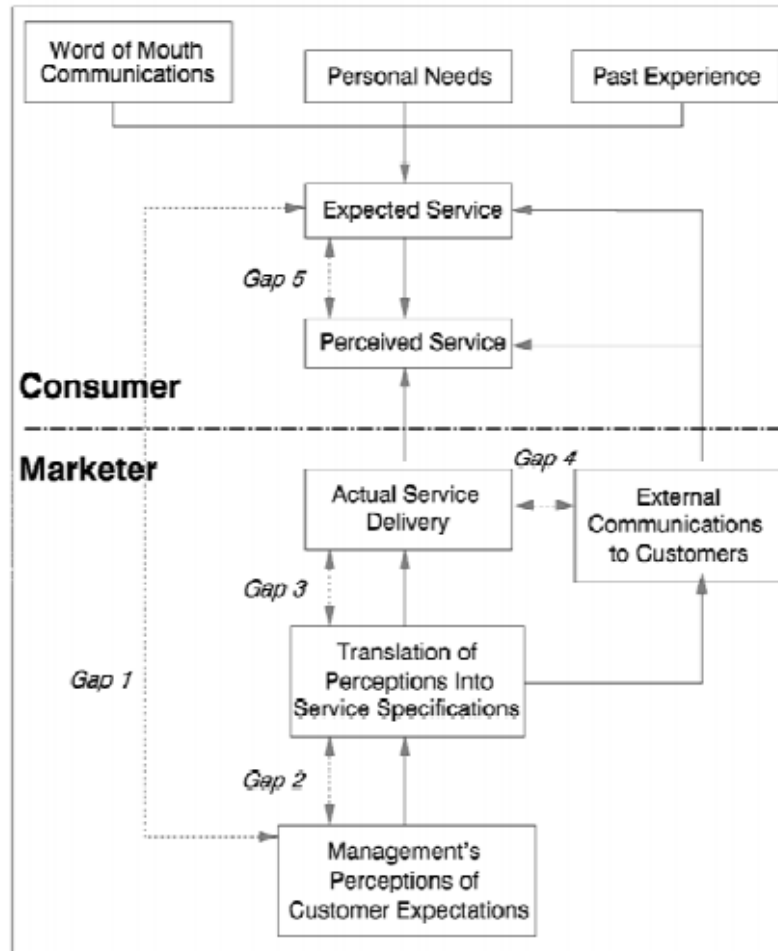 Word of Mouth
Communications
Personal Needs
Past Experience
Expected Service
Gap 5
Perceived Service
Consumer
Marketer
Gap 4
Actual Service
Delivery
External
Communications
to Customers
Gap 3
Translation of
Perceptions Into
Service Specifications
Gap 1
Gap 2
Management's
Perceptions of
Customer Expectations